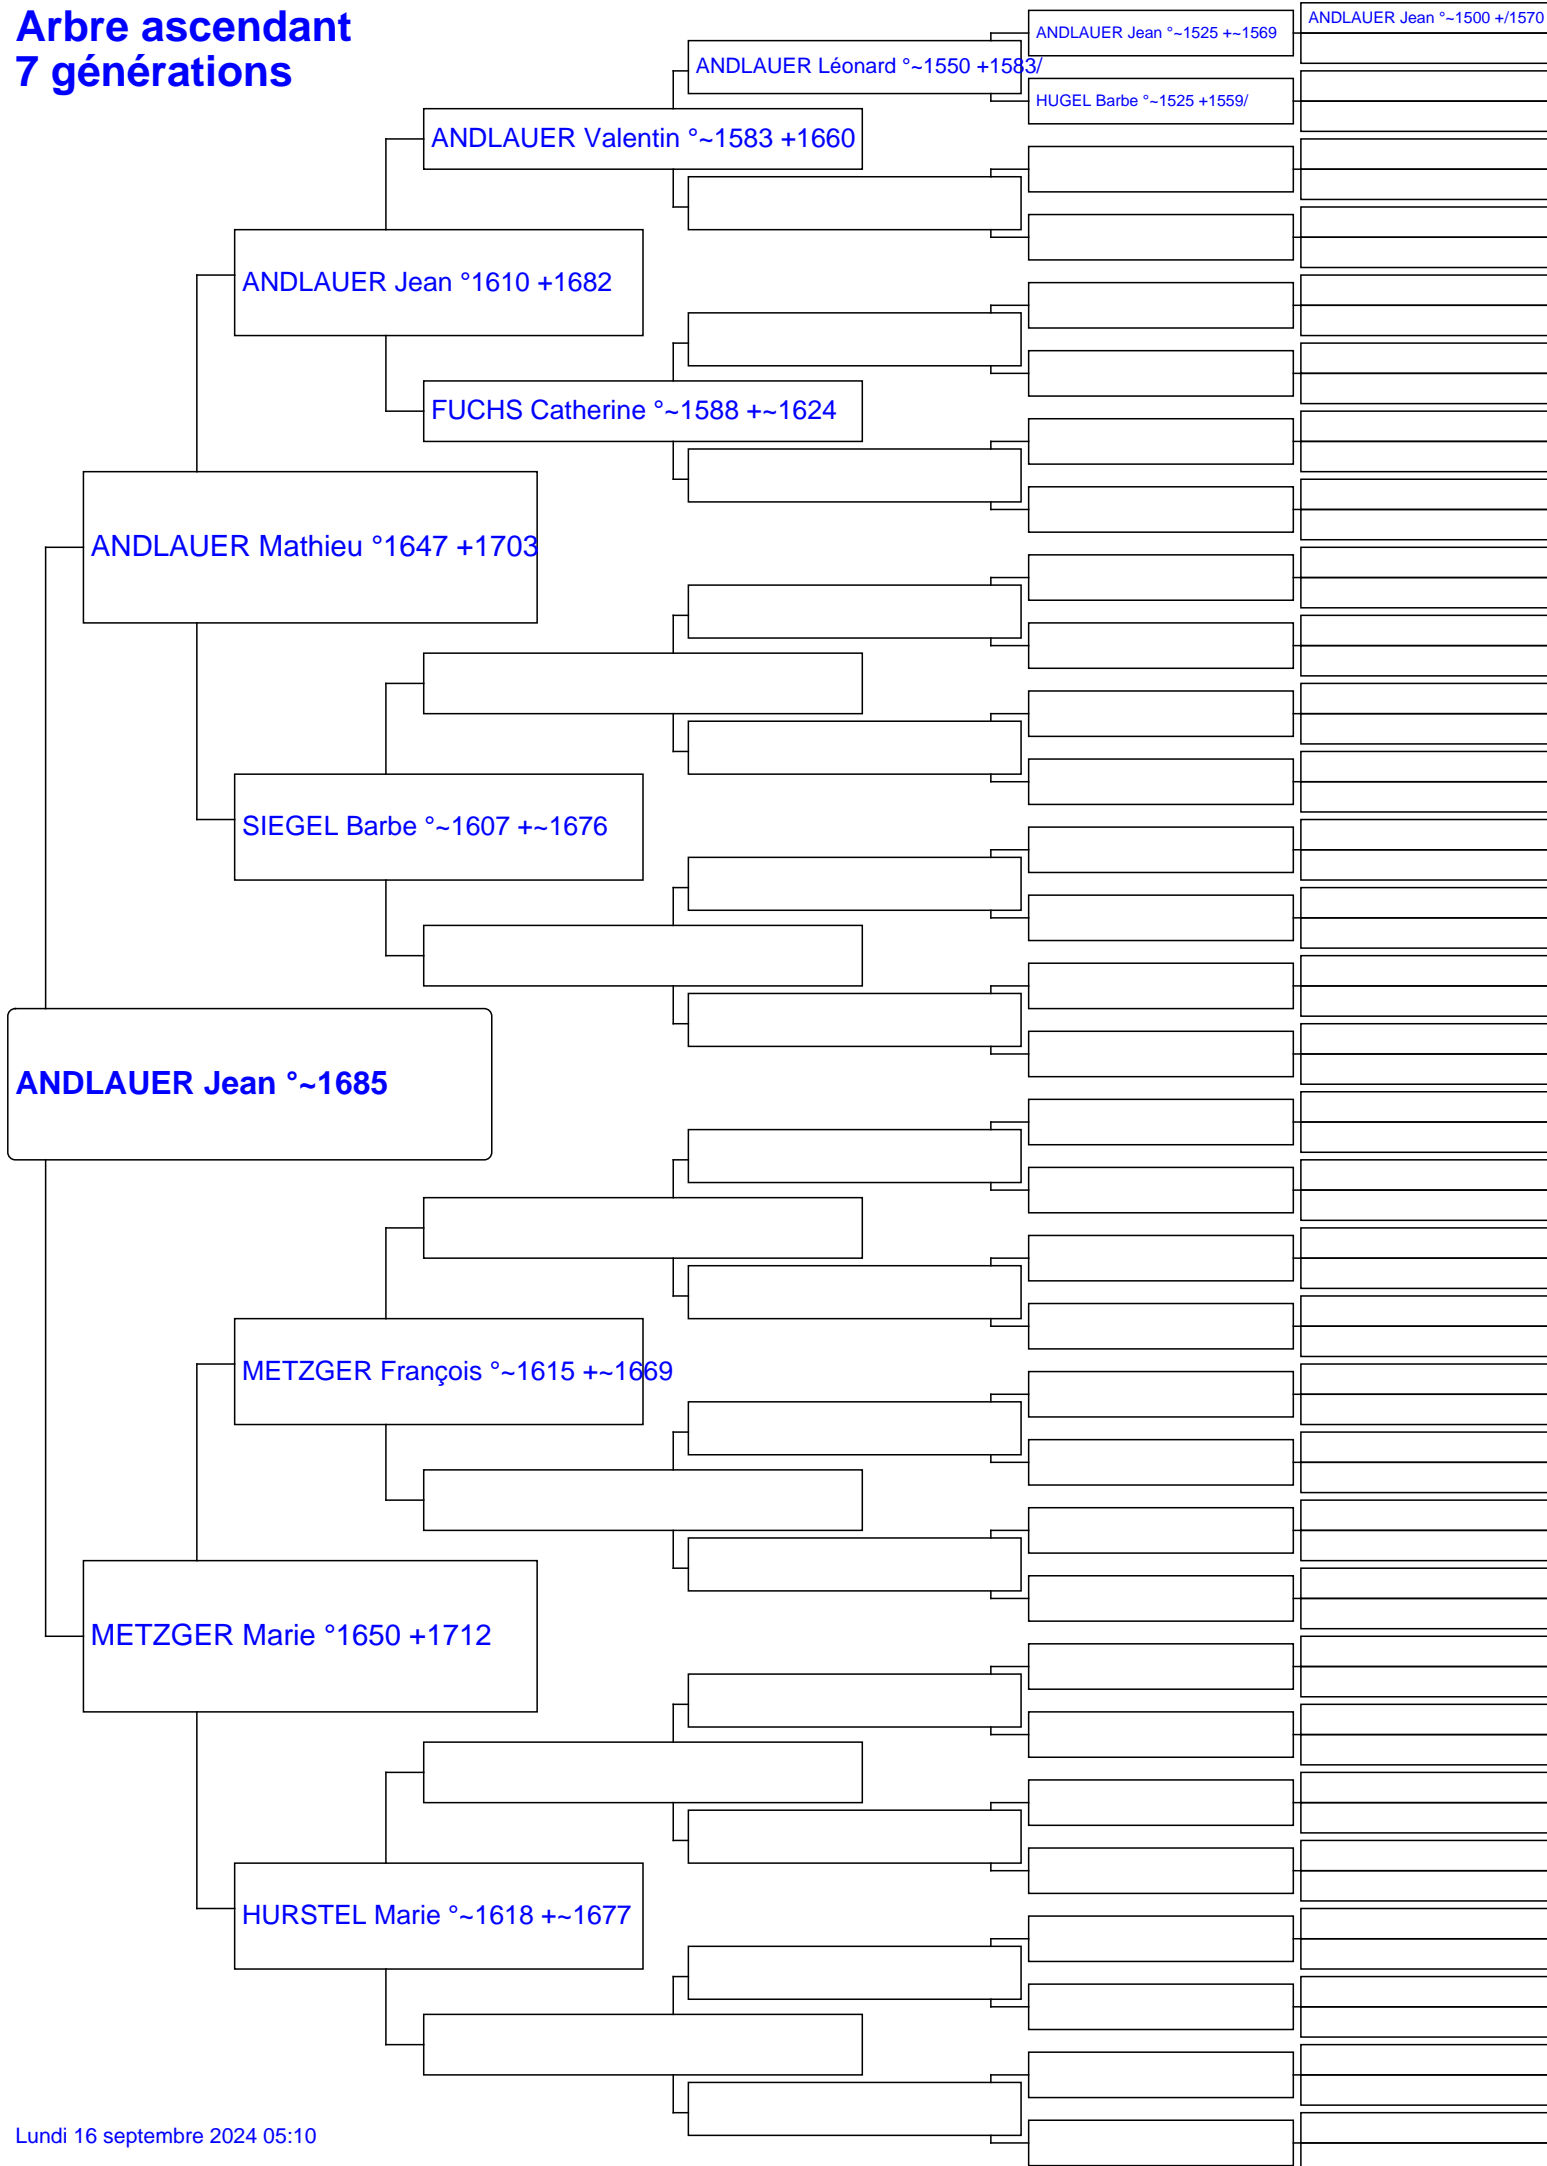 Arbre ascendant
7 générations
ANDLAUER Jean °~1500 +/1570
ANDLAUER Jean °~1525 +~1569
ANDLAUER Léonard °~1550 +1583/
HUGEL Barbe °~1525 +1559/
ANDLAUER Valentin °~1583 +1660
ANDLAUER Jean °1610 +1682
FUCHS Catherine °~1588 +~1624
ANDLAUER Mathieu °1647 +1703
SIEGEL Barbe °~1607 +~1676
ANDLAUER Jean °~1685
METZGER François °~1615 +~1669
METZGER Marie °1650 +1712
HURSTEL Marie °~1618 +~1677
Lundi 16 septembre 2024 05:10